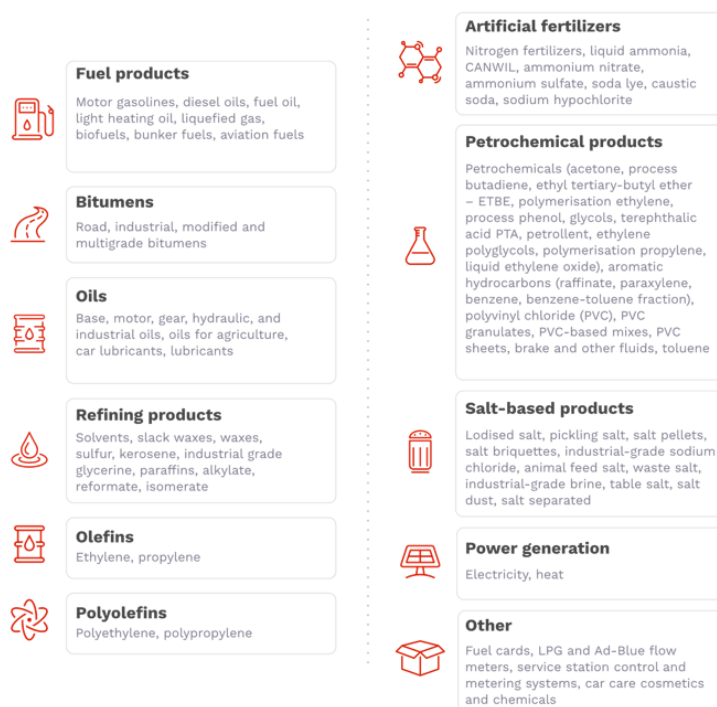 Fuel products
Motor gasolines, diesel oils, fuel oil,
light heating oil, liquefied gas,
biofuels, bunker fuels, aviation fuels
Bitumens
Road, industrial, modified and
multigrade bitumens
Oils
Base, motor, gear, hydraulic, and
industrial oils, oils for agriculture,
car lubricants, lubricants
Refining products
Solvents, slack waxes, waxes,
sulfur, kerosene, industrial grade
glycerine, paraffins, alkylate,
reformate, isomerate
Olefins
Ethylene, propylene
Polyolefins
Polyethylene, polypropylene
Artificial fertilizers
Nitrogen fertilizers, liquid ammonia,
CANWIL, ammonium nitrate,
ammonium sulfate, soda lye, caustic
soda, sodium hypochlorite
Petrochemical products
Petrochemicals (acetone, process
butadiene, ethyl tertiary-butyl ether
– ETBE, polymerisation ethylene,
process phenol, glycols, terephthalic
acid PTA, petrollent, ethylene
polyglycols, polymerisation propylene,
liquid ethylene oxide), aromatic
hydrocarbons (raffinate, paraxylene,
benzene, benzene-toluene fraction),
polyvinyl chloride (PVC), PVC
granulates, PVC-based mixes, PVC
sheets, brake and other fluids, toluene
Salt-based products
Lodised salt, pickling salt, salt pellets,
salt briquettes, industrial-grade sodium
chloride, animal feed salt, waste salt,
industrial-grade brine, table salt, salt
dust, salt separated
Power generation
Electricity, heat
Other
Fuel cards, LPG and Ad-Blue flow
meters, service station control and
metering systems, car care cosmetics
and chemicals